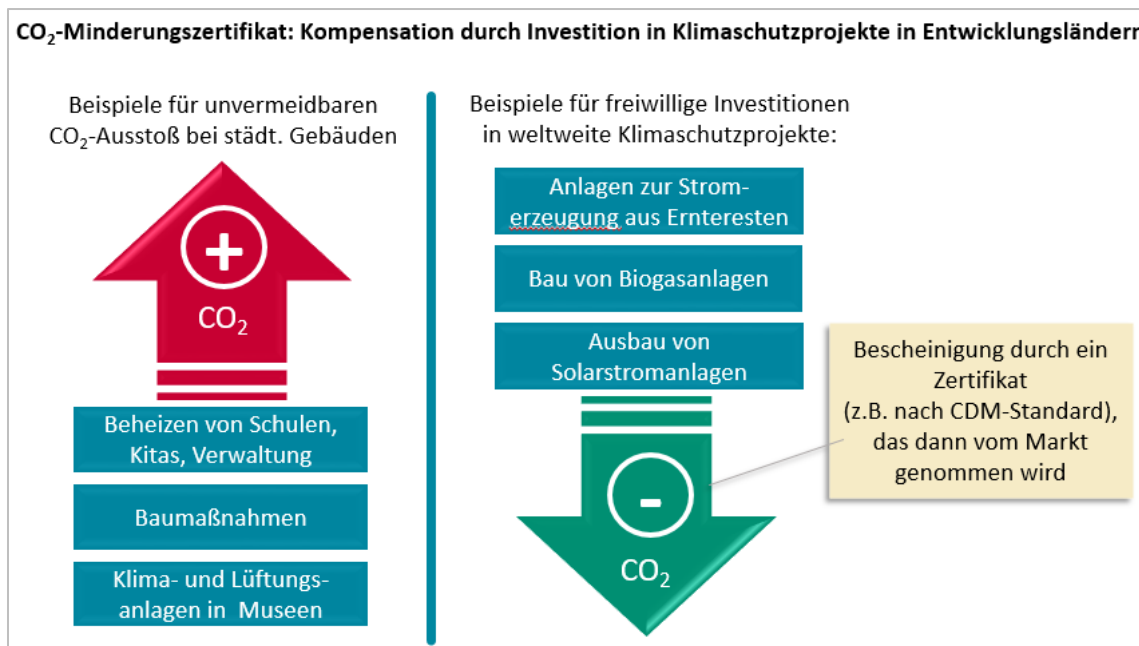 CO₂-Minderungszertifikat: Kompensation durch Investition in Klimaschutzprojekte in Entwicklungsländern
Beispiele für unvermeidbaren
CO₂-Ausstoß bei städt. Gebäuden
+
CO₂
Beheizen von Schulen,
Kitas, Verwaltung
Baumaßnahmen
Klima- und Lüftungs-
anlagen in Museen
Beispiele für freiwillige Investitionen
in weltweite Klimaschutzprojekte:
Anlagen zur Strom-
erzeugung aus Ernteresten
Bau von Biogasanlagen
Ausbau von
Solarstromanlagen
-
CO₂
Bescheinigung durch ein
Zertifikat
(z.B. nach CDM-Standard),
das dann vom Markt
genommen wird